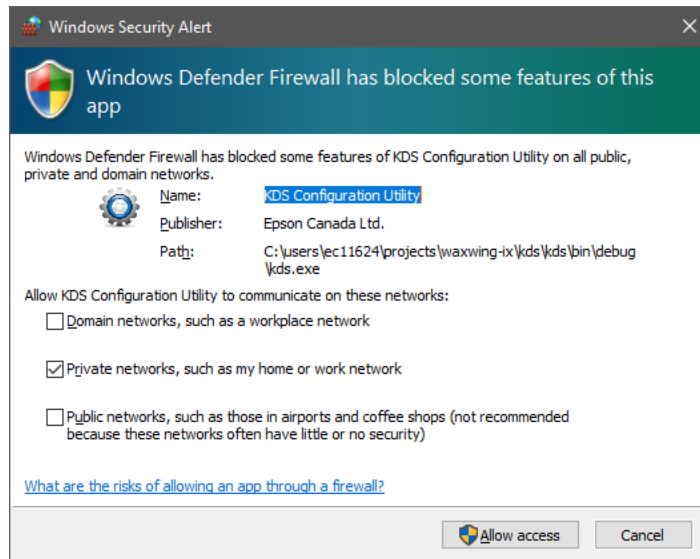 Windows Security Alert
Windows Defender Firewall has blocked some features of this
app
Windows Defender Firewall has blocked some features of KDS Configuration Utility on all public,
private and domain networks.
Name: KDS Configuration Utility
Publisher: Epson Canada Ltd.
Path: C:\users\ec11624\projects\waxwing-ix\kds\kds\bin\debug
\kds.exe
Allow KDS Configuration Utility to communicate on these networks:
Domain networks, such as a workplace network
Private networks, such as my home or work network
Public networks, such as those in airports and coffee shops (not recommended
because these networks often have little or no security)
What are the risks of allowing an app through a firewall?
Allow access
Cancel